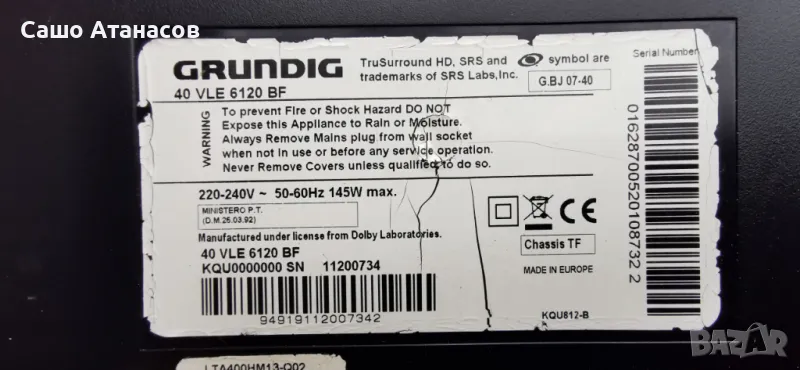 Сашо Атанасов
GRUNDIG
40 VLE 6120 BF
TruSurround HD, SRS and symbol are
trademarks of SRS Labs,Inc.
G.BJ 07-40
Serial Number
WARNING
To prevent Fire or Shock Hazard DO NOT
Expose this Appliance to Rain or Moisture.
Always Remove Mains plug from wall socket
when not in use or before any service operation.
Never Remove Covers unless qualified to do so.
220-240V ~ 50-60Hz 145W max.
MINISTERO P.T.
(D.M.25.03.92)
Manufactured under license from Dolby Laboratories.
40 VLE 6120 BF
KQU0000000 SN 11200734
94919112007342
CE
Chassis TF
MADE IN EUROPE
KQU612-B
01628700520108732 2
LTA400HM13-Q02
BAZAR